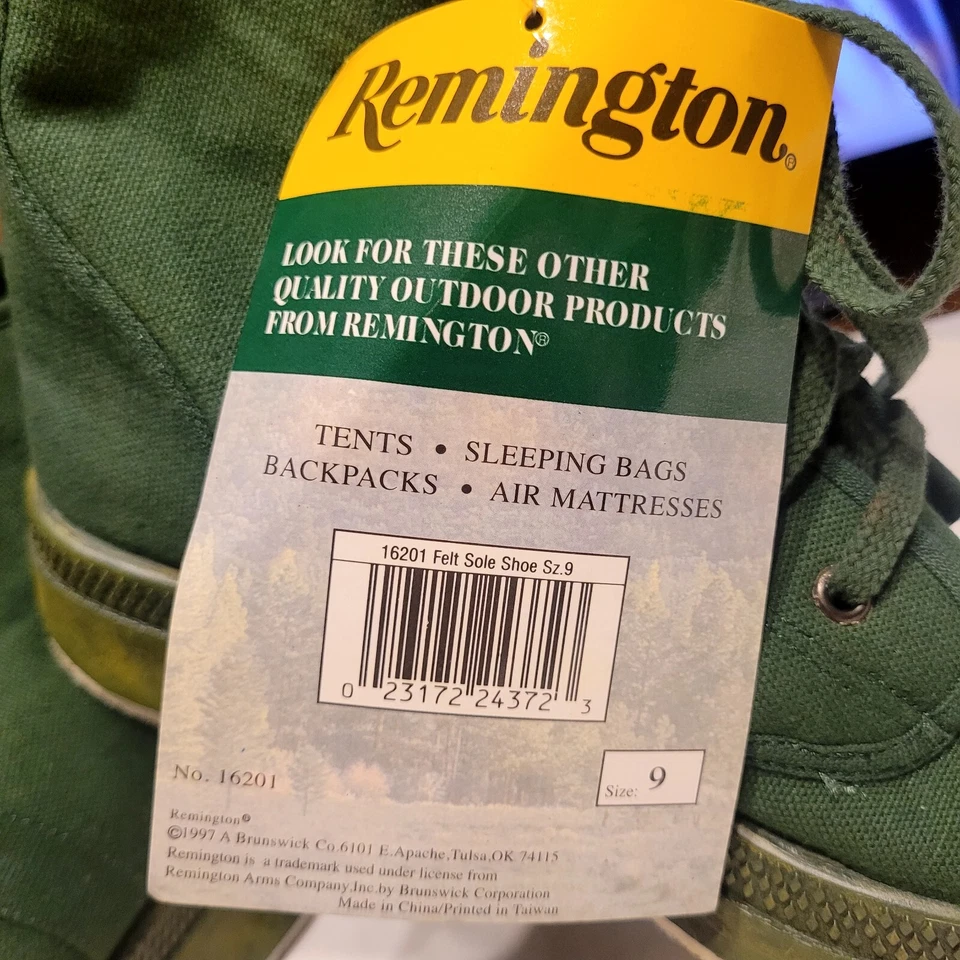 Remington®
LOOK FOR THESE OTHER
QUALITY OUTDOOR PRODUCTS
FROM REMINGTON®
TENTS • SLEEPING BAGS
BACKPACKS • AIR MATTRESSES
16201 Felt Sole Shoe Sz.9
0 23172 24372 3
No. 16201
Size: 9
Remington®
©1997 A Brunswick Co.6101 E.Apache,Tulsa,OK 74115
Remington is a trademark used under license from
Remington Arms Company,Inc.by Brunswick Corporation
Made in China/Printed in Taiwan